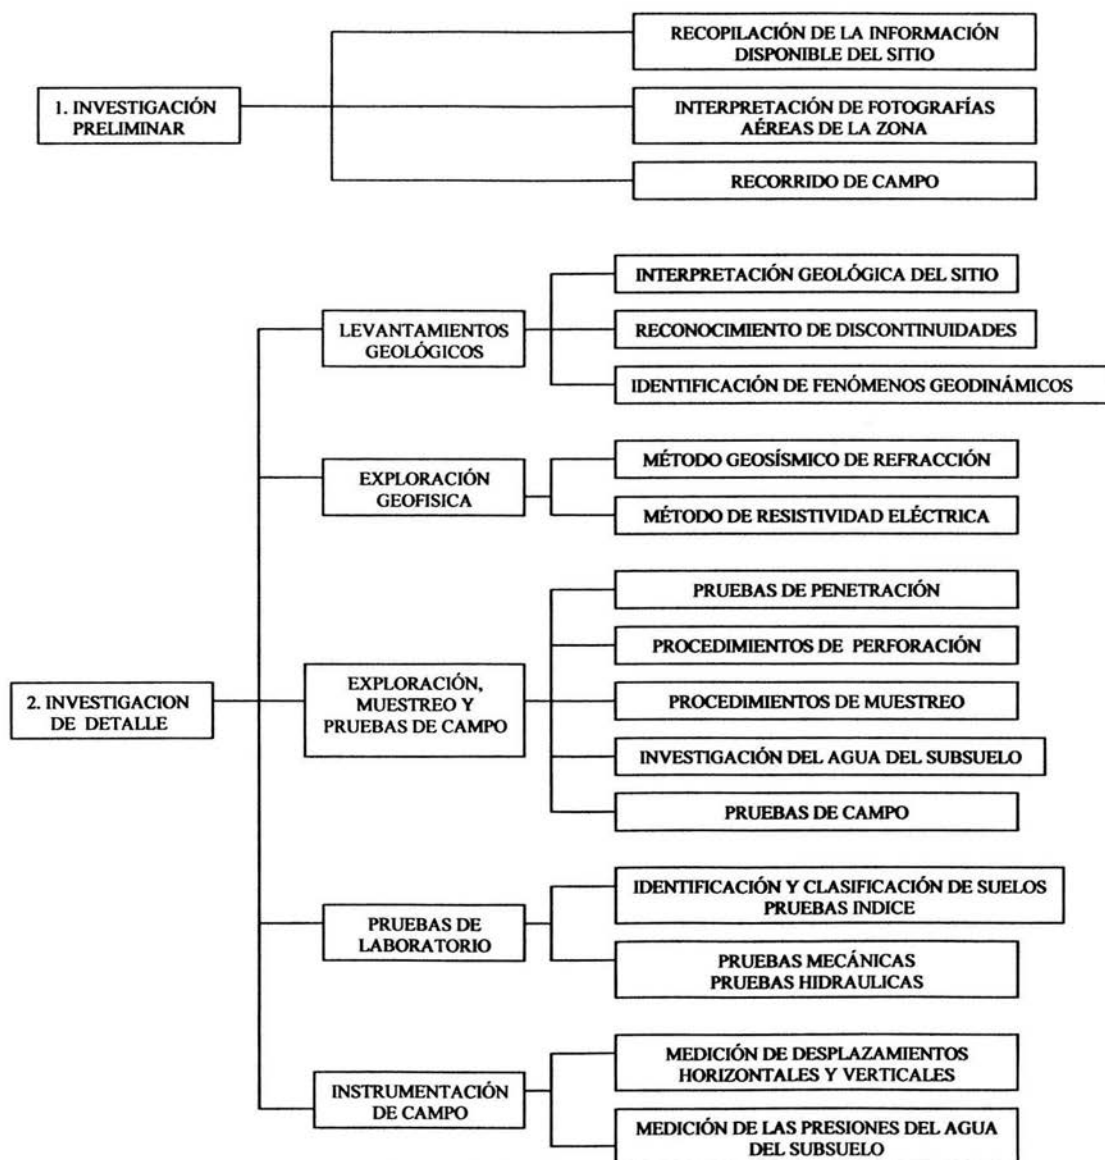 RECOPILACIÓN DE LA INFORMACIÓN
DISPONIBLE DEL SITIO
1. INVESTIGACIÓN
PRELIMINAR
INTERPRETACIÓN DE FOTOGRAFÍAS
AÉREAS DE LA ZONA
RECORRIDO DE CAMPO
INTERPRETACIÓN GEOLÓGICA DEL SITIO
LEVANTAMIENTOS
GEOLÓGICOS
RECONOCIMIENTO DE DISCONTINUIDADES
IDENTIFICACIÓN DE FENÓMENOS GEODINÁMICOS
EXPLORACIÓN
GEOFISICA
MÉTODO GEOSÍSMICO DE REFRACCIÓN
MÉTODO DE RESISTIVIDAD ELÉCTRICA
2. INVESTIGACION
DE DETALLE
EXPLORACIÓN,
MUESTREO Y
PRUEBAS DE CAMPO
PRUEBAS DE PENETRACIÓN
PROCEDIMIENTOS DE PERFORACIÓN
PROCEDIMIENTOS DE MUESTREO
INVESTIGACIÓN DEL AGUA DEL SUBSUELO
PRUEBAS DE CAMPO
PRUEBAS DE
LABORATORIO
IDENTIFICACIÓN Y CLASIFICACIÓN DE SUELOS
PRUEBAS INDICE
PRUEBAS MECÁNICAS
PRUEBAS HIDRAULICAS
INSTRUMENTACIÓN
DE CAMPO
MEDICIÓN DE DESPLAZAMIENTOS
HORIZONTALES Y VERTICALES
MEDICIÓN DE LAS PRESIONES DEL AGUA
DEL SUBSUELO